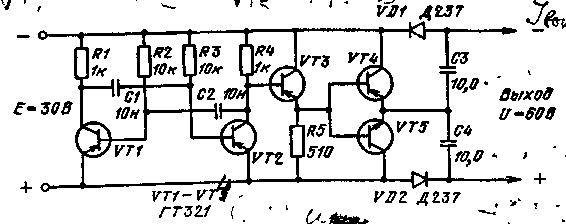 VD1 Д237
−
−
R1
1к
R2
10к
R3
10к
R4
1к
VT3
VT4
C3
10,0
C1
10н
C2
10н
E=30В
Выход
U=60В
R5
510
VT5
C4
10,0
VT1
VT2
+
+
VT1-VT5
ГТ321
VD2 Д237